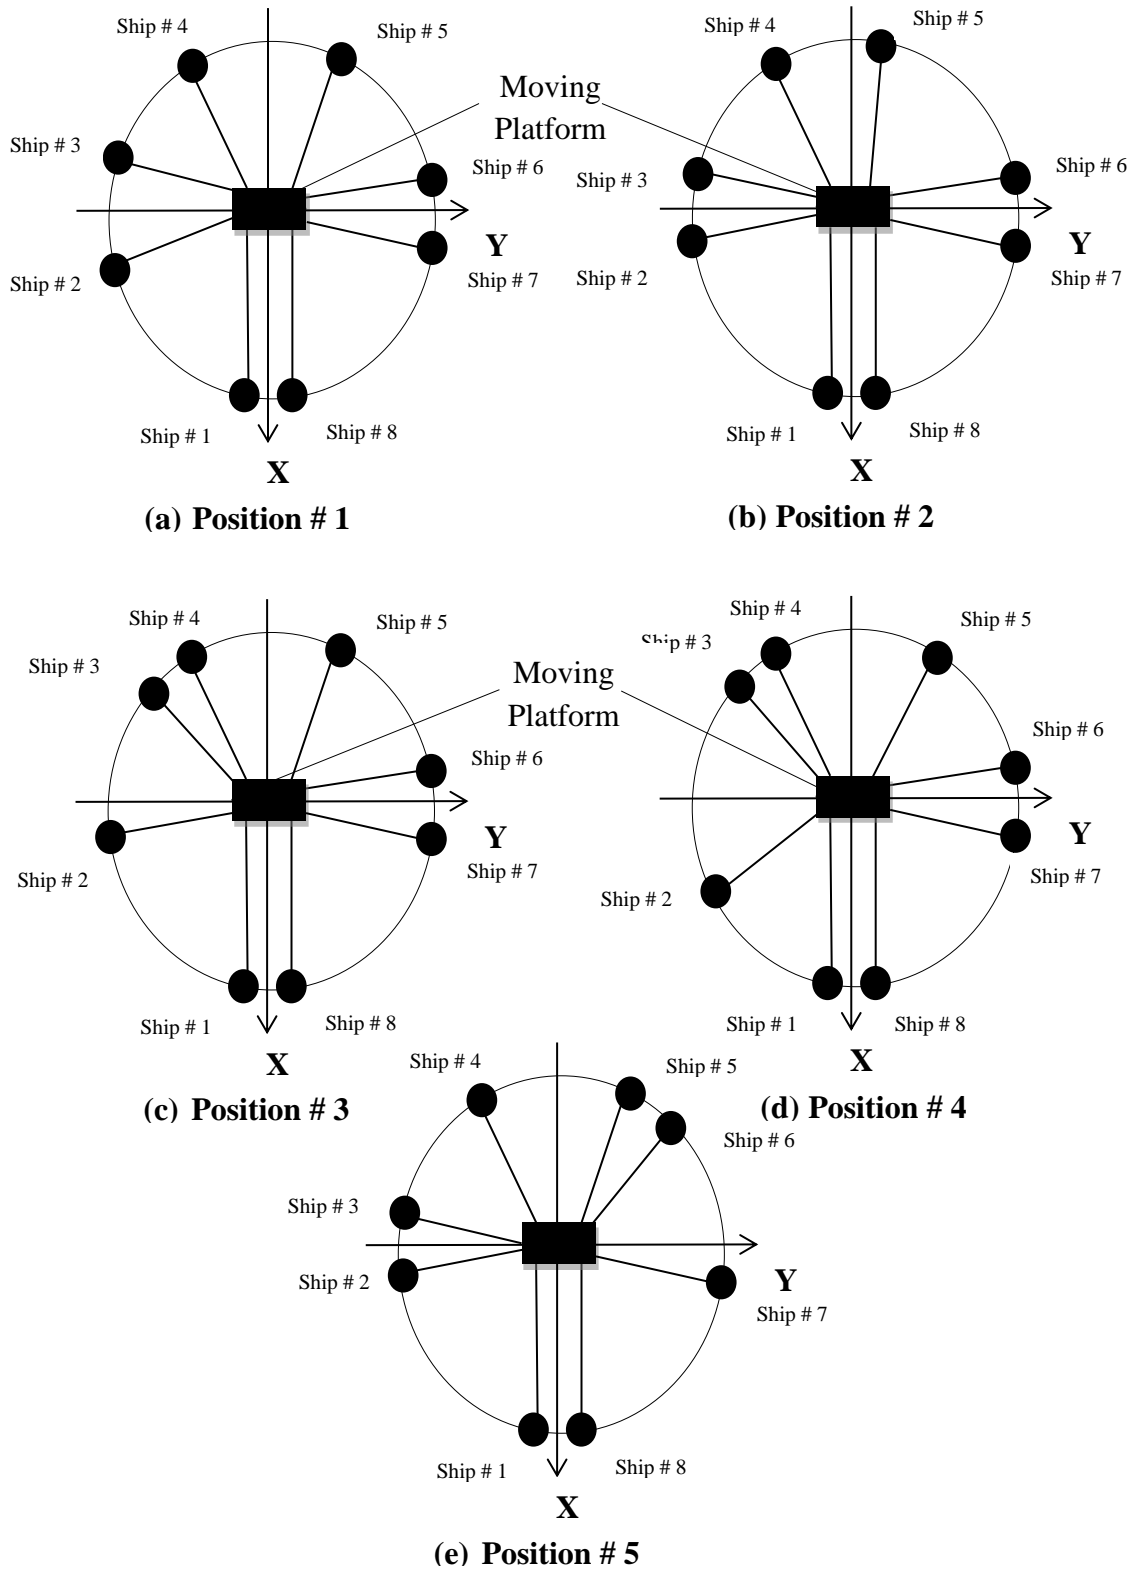 Ship # 4
Ship # 5
Ship # 3
Ship # 6
Y
Ship # 2
Ship # 7
Ship # 1
Ship # 8
X
(a) Position # 1
Moving
Platform
Ship # 4
Ship # 5
Ship # 3
Ship # 6
Y
Ship # 2
Ship # 7
Ship # 1
Ship # 8
X
(b) Position # 2
Ship # 4
Ship # 5
Ship # 3
Ship # 6
Y
Ship # 2
Ship # 7
Ship # 1
Ship # 8
X
(c) Position # 3
Moving
Platform
Ship # 4
Ship # 5
Ship # 3
Ship # 6
Y
Ship # 2
Ship # 7
Ship # 1
Ship # 8
X
(d) Position # 4
Ship # 4
Ship # 5
Ship # 6
Ship # 3
Ship # 2
Y
Ship # 7
Ship # 1
Ship # 8
X
(e) Position # 5